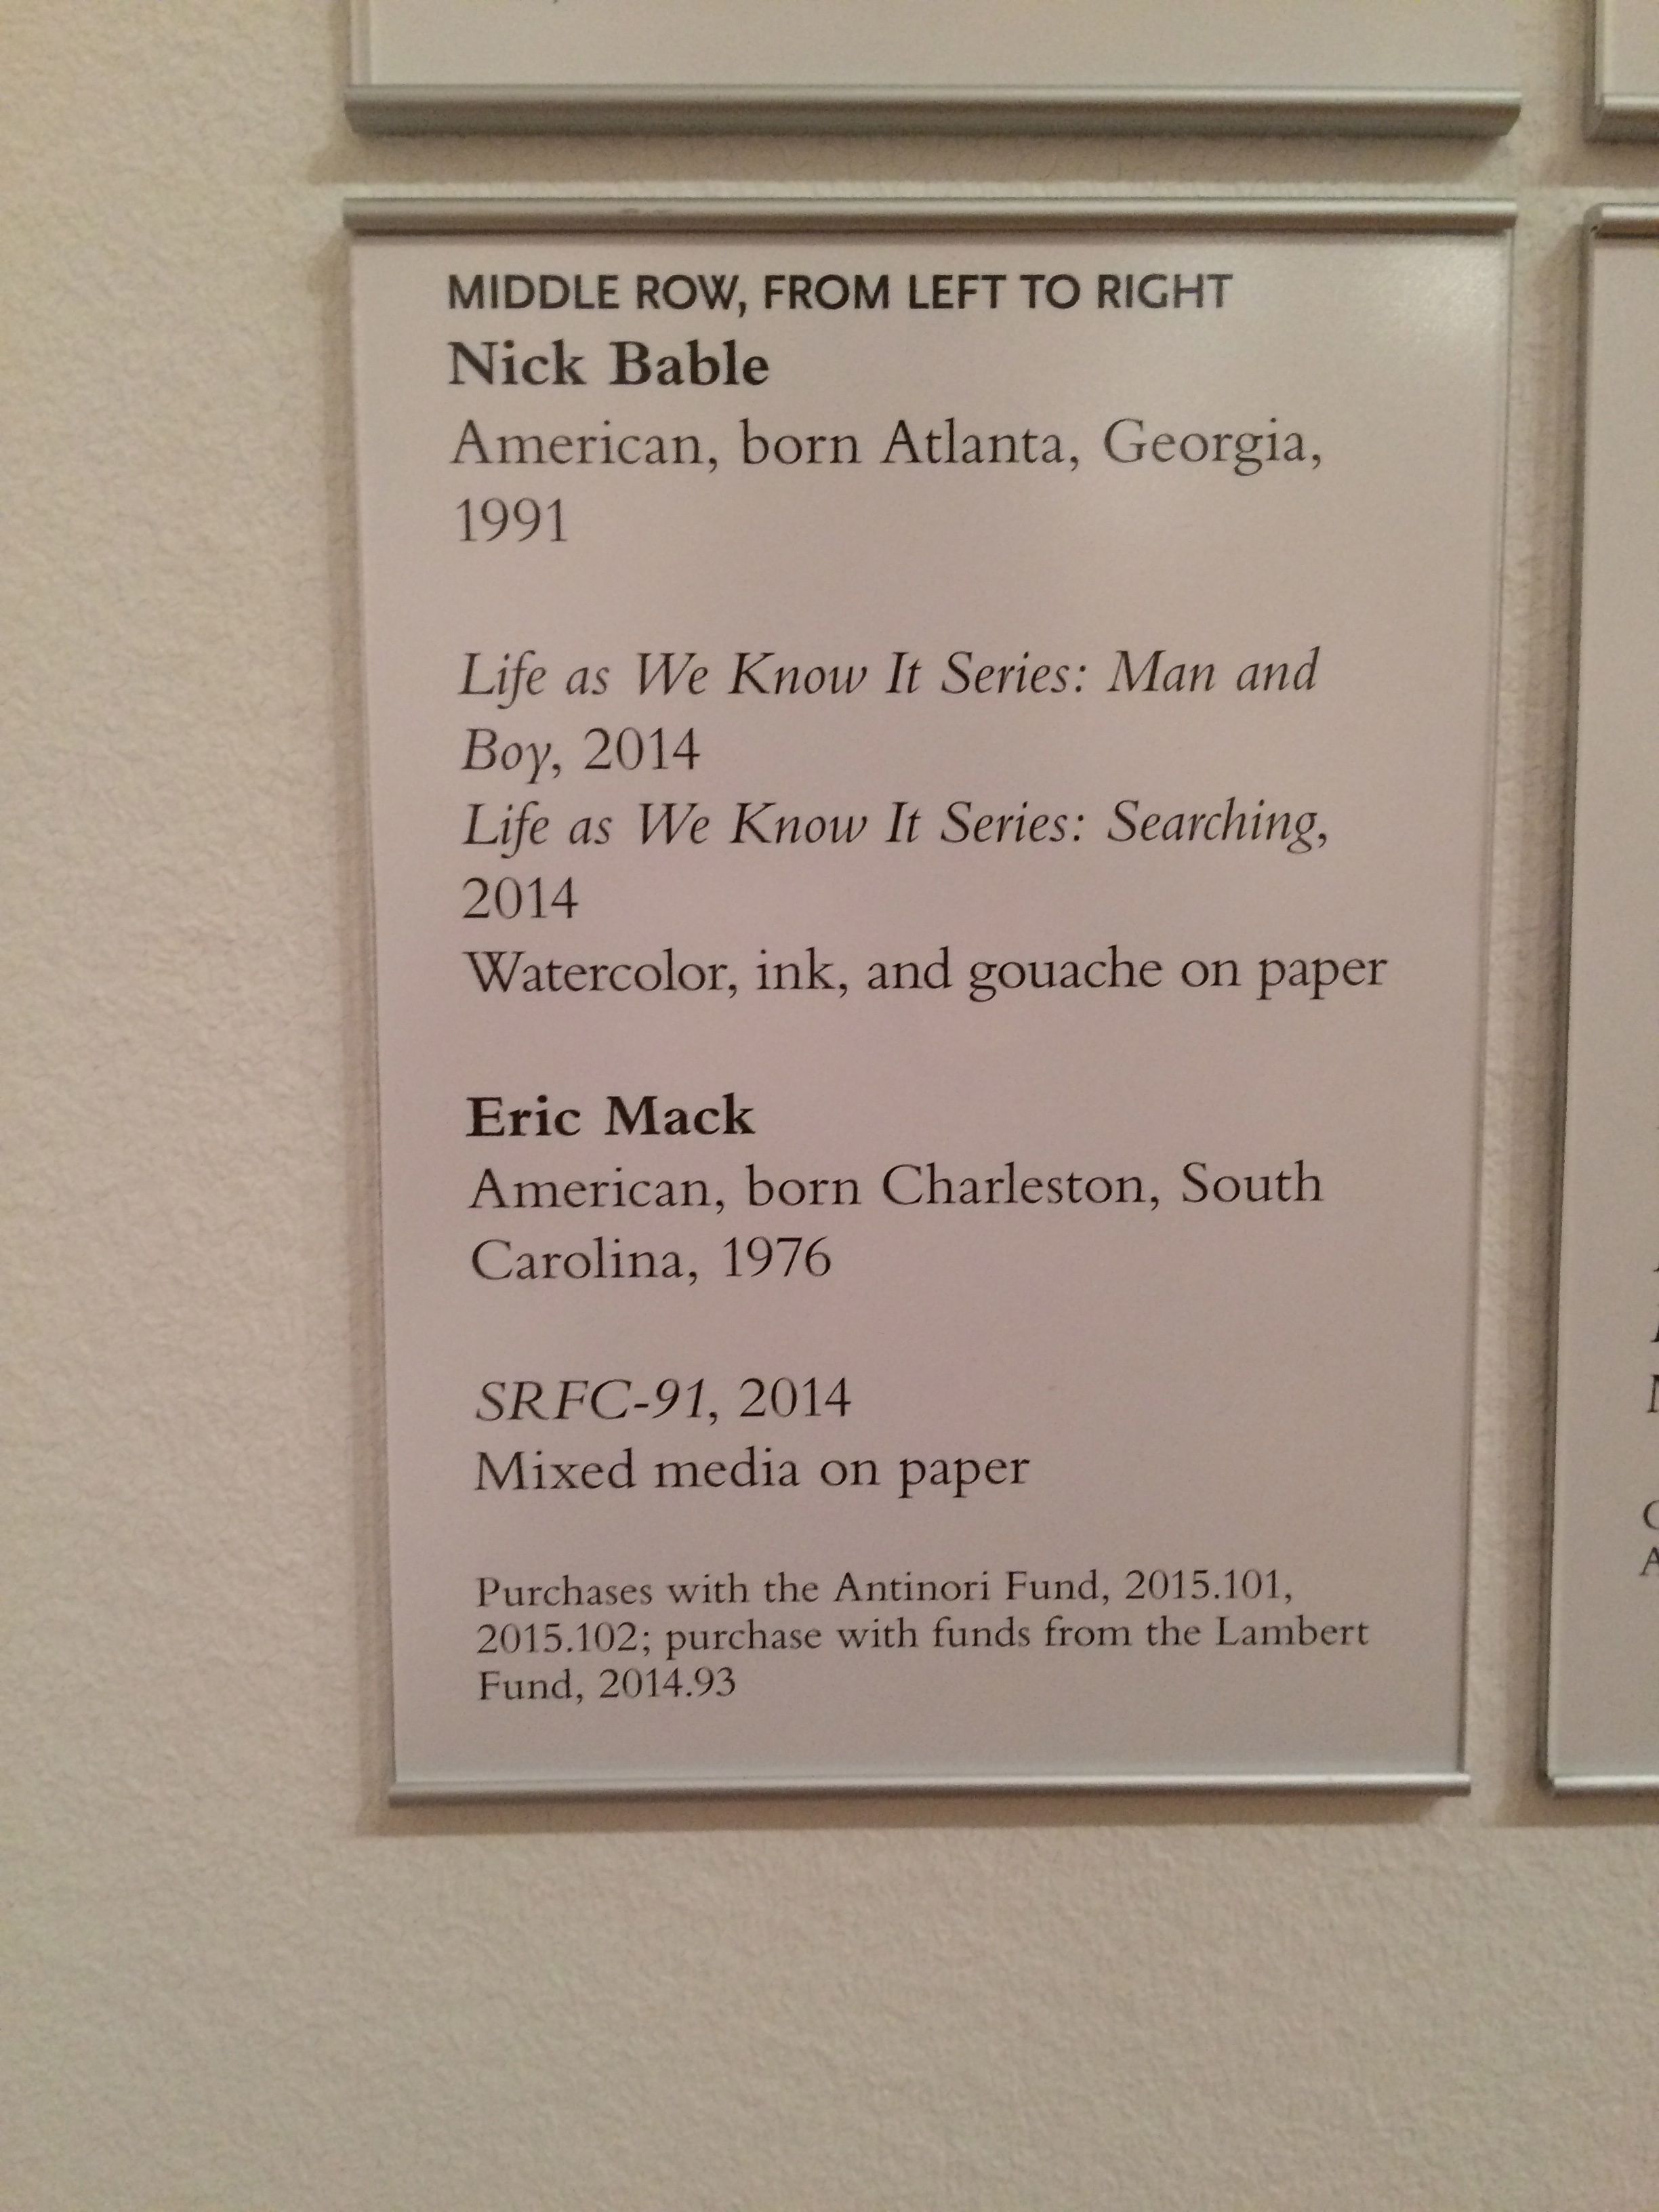 MIDDLE ROW, FROM LEFT TO RIGHT
Nick Bable
American, born Atlanta, Georgia,
1991
Life as We Know It Series: Man and
Boy, 2014
Life as We Know It Series: Searching,
2014
Watercolor, ink, and gouache on paper
Eric Mack
American, born Charleston, South
Carolina, 1976
SRFC-91, 2014
Mixed media on paper
Purchases with the Antinori Fund, 2015.101,
2015.102; purchase with funds from the Lambert
Fund, 2014.93